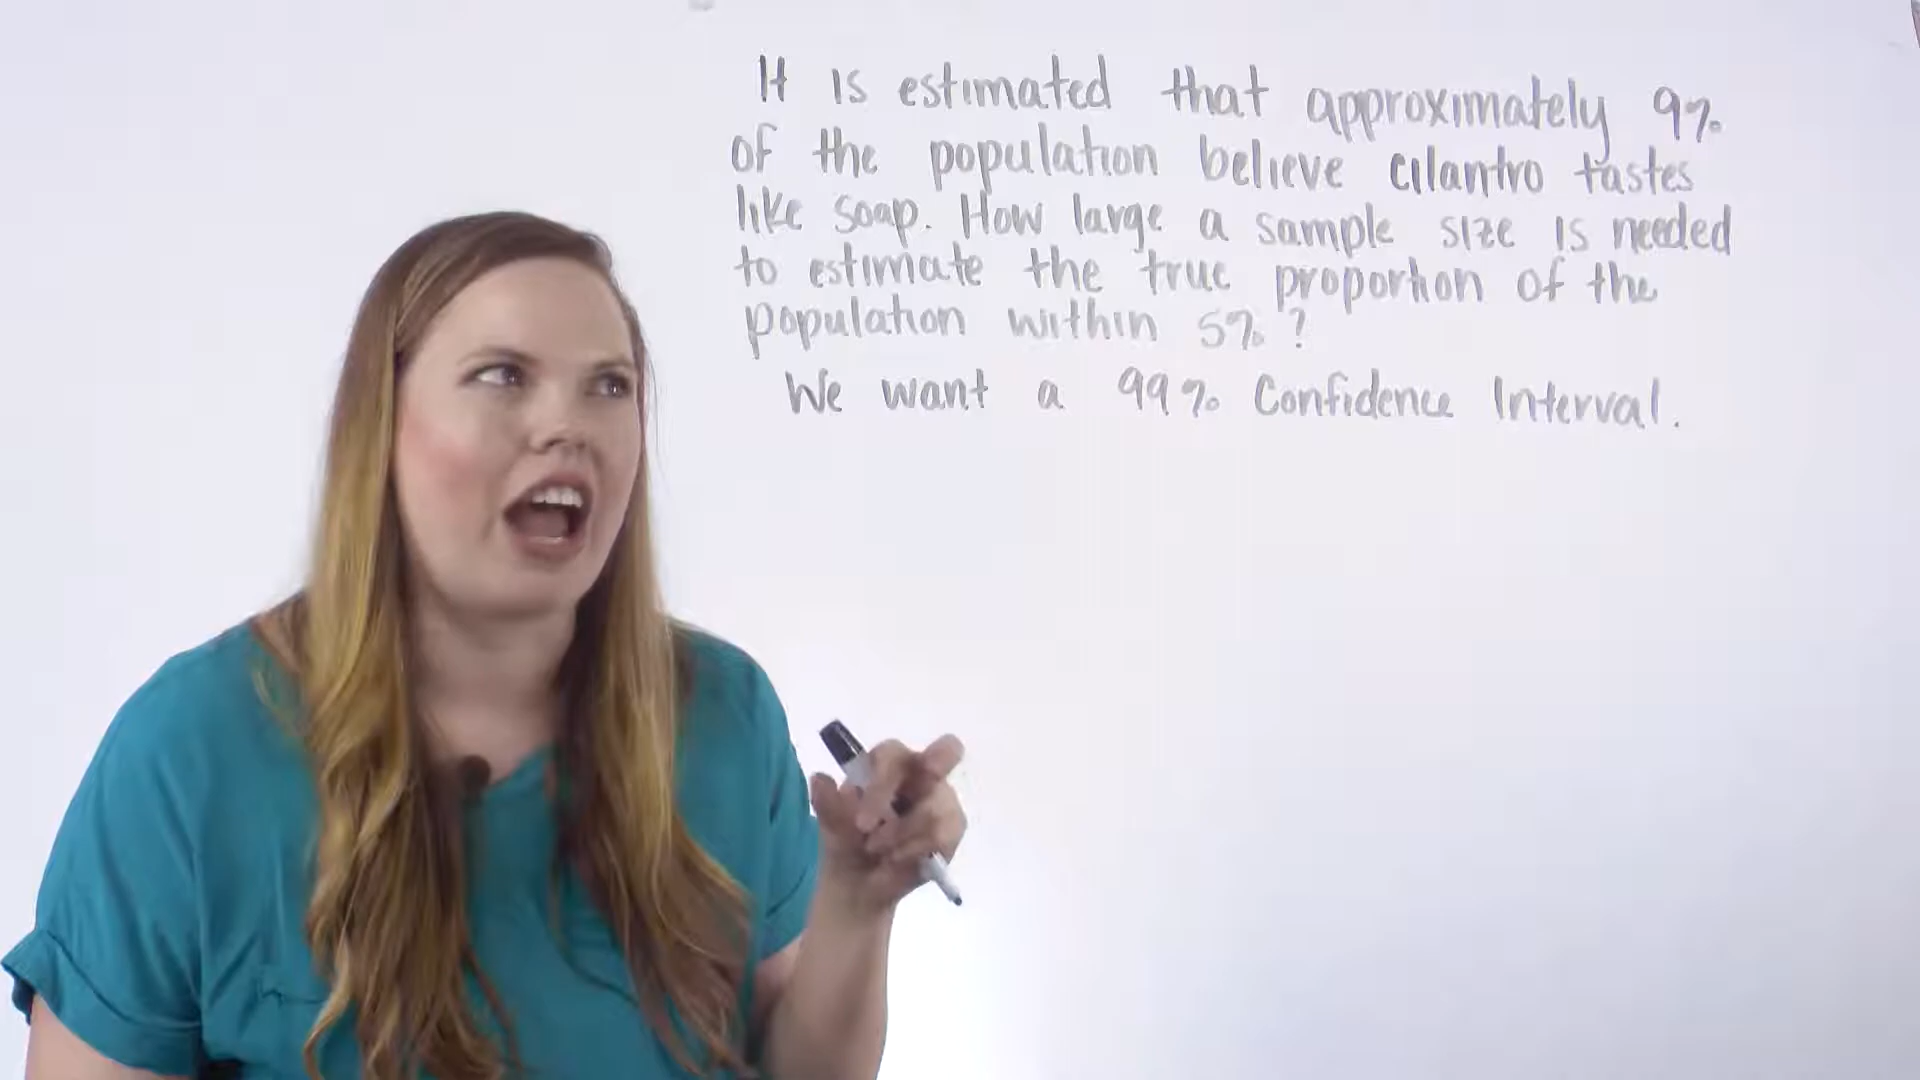 It is estimated that approximately 9%
of the population believe cilantro tastes
like soap. How large a sample size is needed
to estimate the true proportion of the
population within 5%?
We want a 99% Confidence Interval.